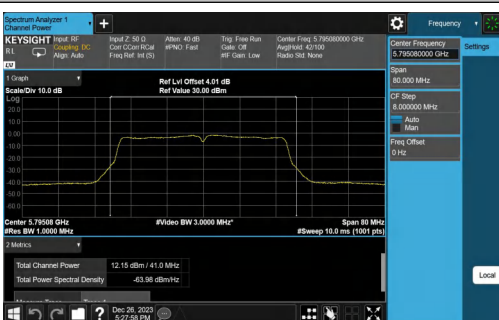 Spectrum Analyzer 1
Channel Power
KEYSIGHT
R L
Input: RF
Coupling: DC
Align: Auto
Input Z: 50 Ω
Corr CCorr RCal
Freq Ref: Int (S)
Atten: 40 dB
#PNO: Fast
Trig: Free Run
Gate: Off
#IF Gain: Low
Center Freq: 5.795080000 GHz
Avg|Hold: 42/100
Radio Std: None
LXI
1 Graph
Scale/Div 10.0 dB
Ref Lvl Offset 4.01 dB
Ref Value 30.00 dBm
Log
20.0
10.0
0.00
-10.0
-20.0
-30.0
-40.0
-50.0
-60.0
Center 5.79508 GHz
#Res BW 1.0000 MHz
#Video BW 3.0000 MHz*
Span 80 MHz
#Sweep 10.0 ms (1001 pts)
2 Metrics
Total Channel Power 12.15 dBm / 41.0 MHz
Total Power Spectral Density -63.98 dBm/Hz
Dec 26, 2023
5:27:58 PM
Frequency
Center Frequency
5.795080000 GHz
Settings
Span
80.000 MHz
CF Step
8.000000 MHz
Auto
Man
Freq Offset
0 Hz
Local